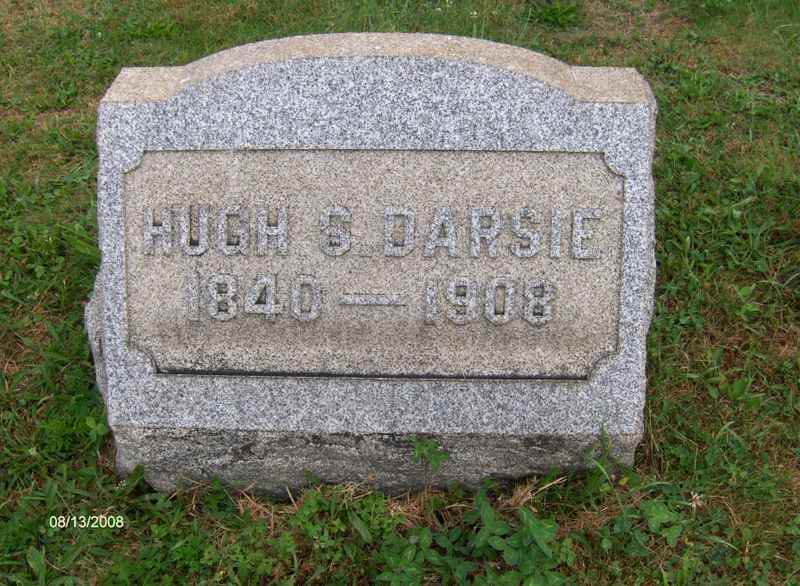 HUGH S. DARSIE
1840 — 1908
08/13/2008